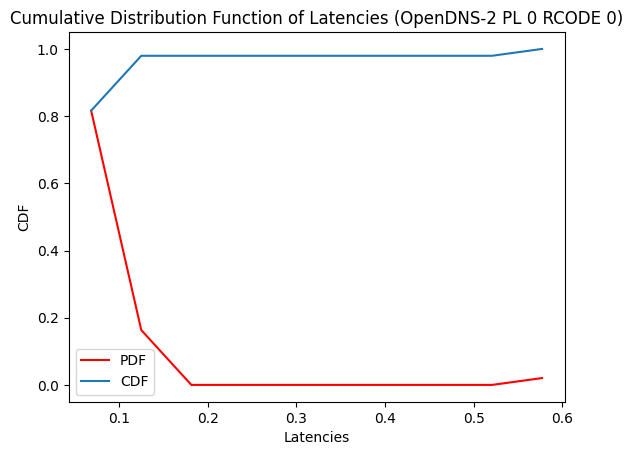 Cumulative Distribution Function of Latencies (OpenDNS-2 PL 0 RCODE 0)
1.0
0.8
0.6
0.4
0.2
0.0
CDF
PDF
CDF
0.1
0.2
0.3
0.4
0.5
0.6
Latencies